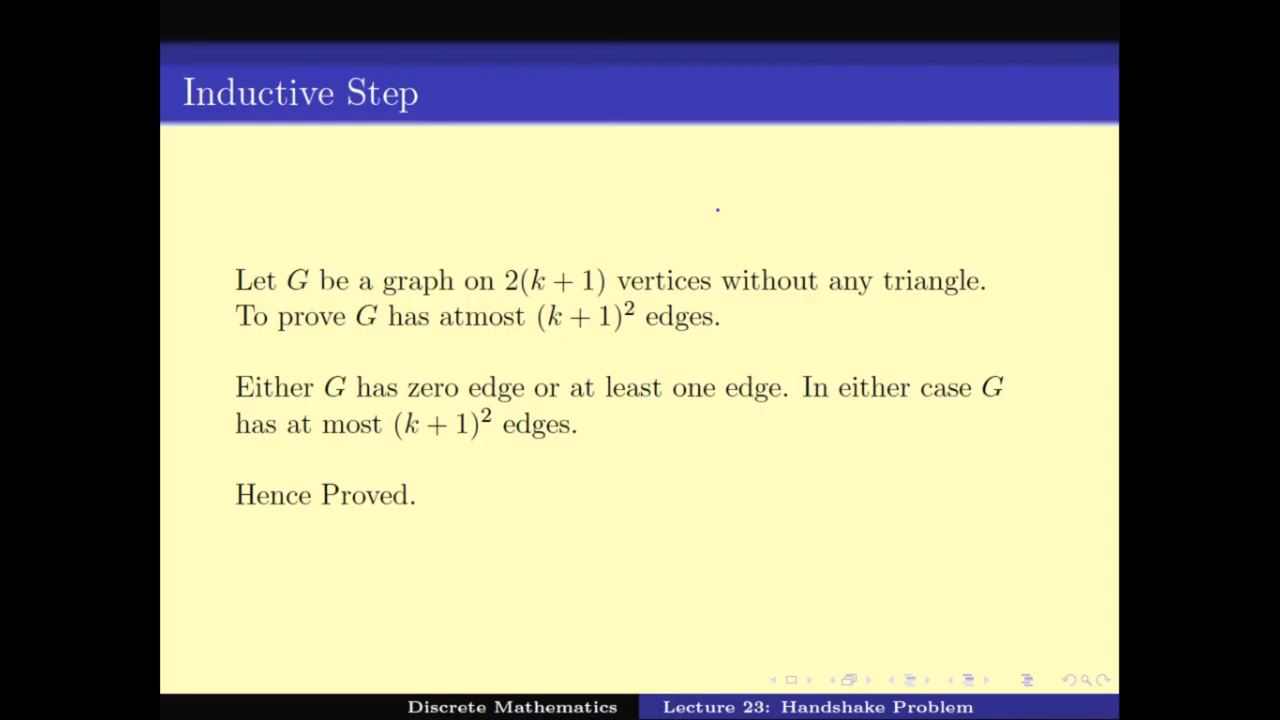 Inductive Step
Let G be a graph on 2(k + 1) vertices without any triangle.
To prove G has atmost (k + 1)² edges.
Either G has zero edge or at least one edge. In either case G
has at most (k + 1)² edges.
Hence Proved.
Discrete Mathematics
Lecture 23: Handshake Problem